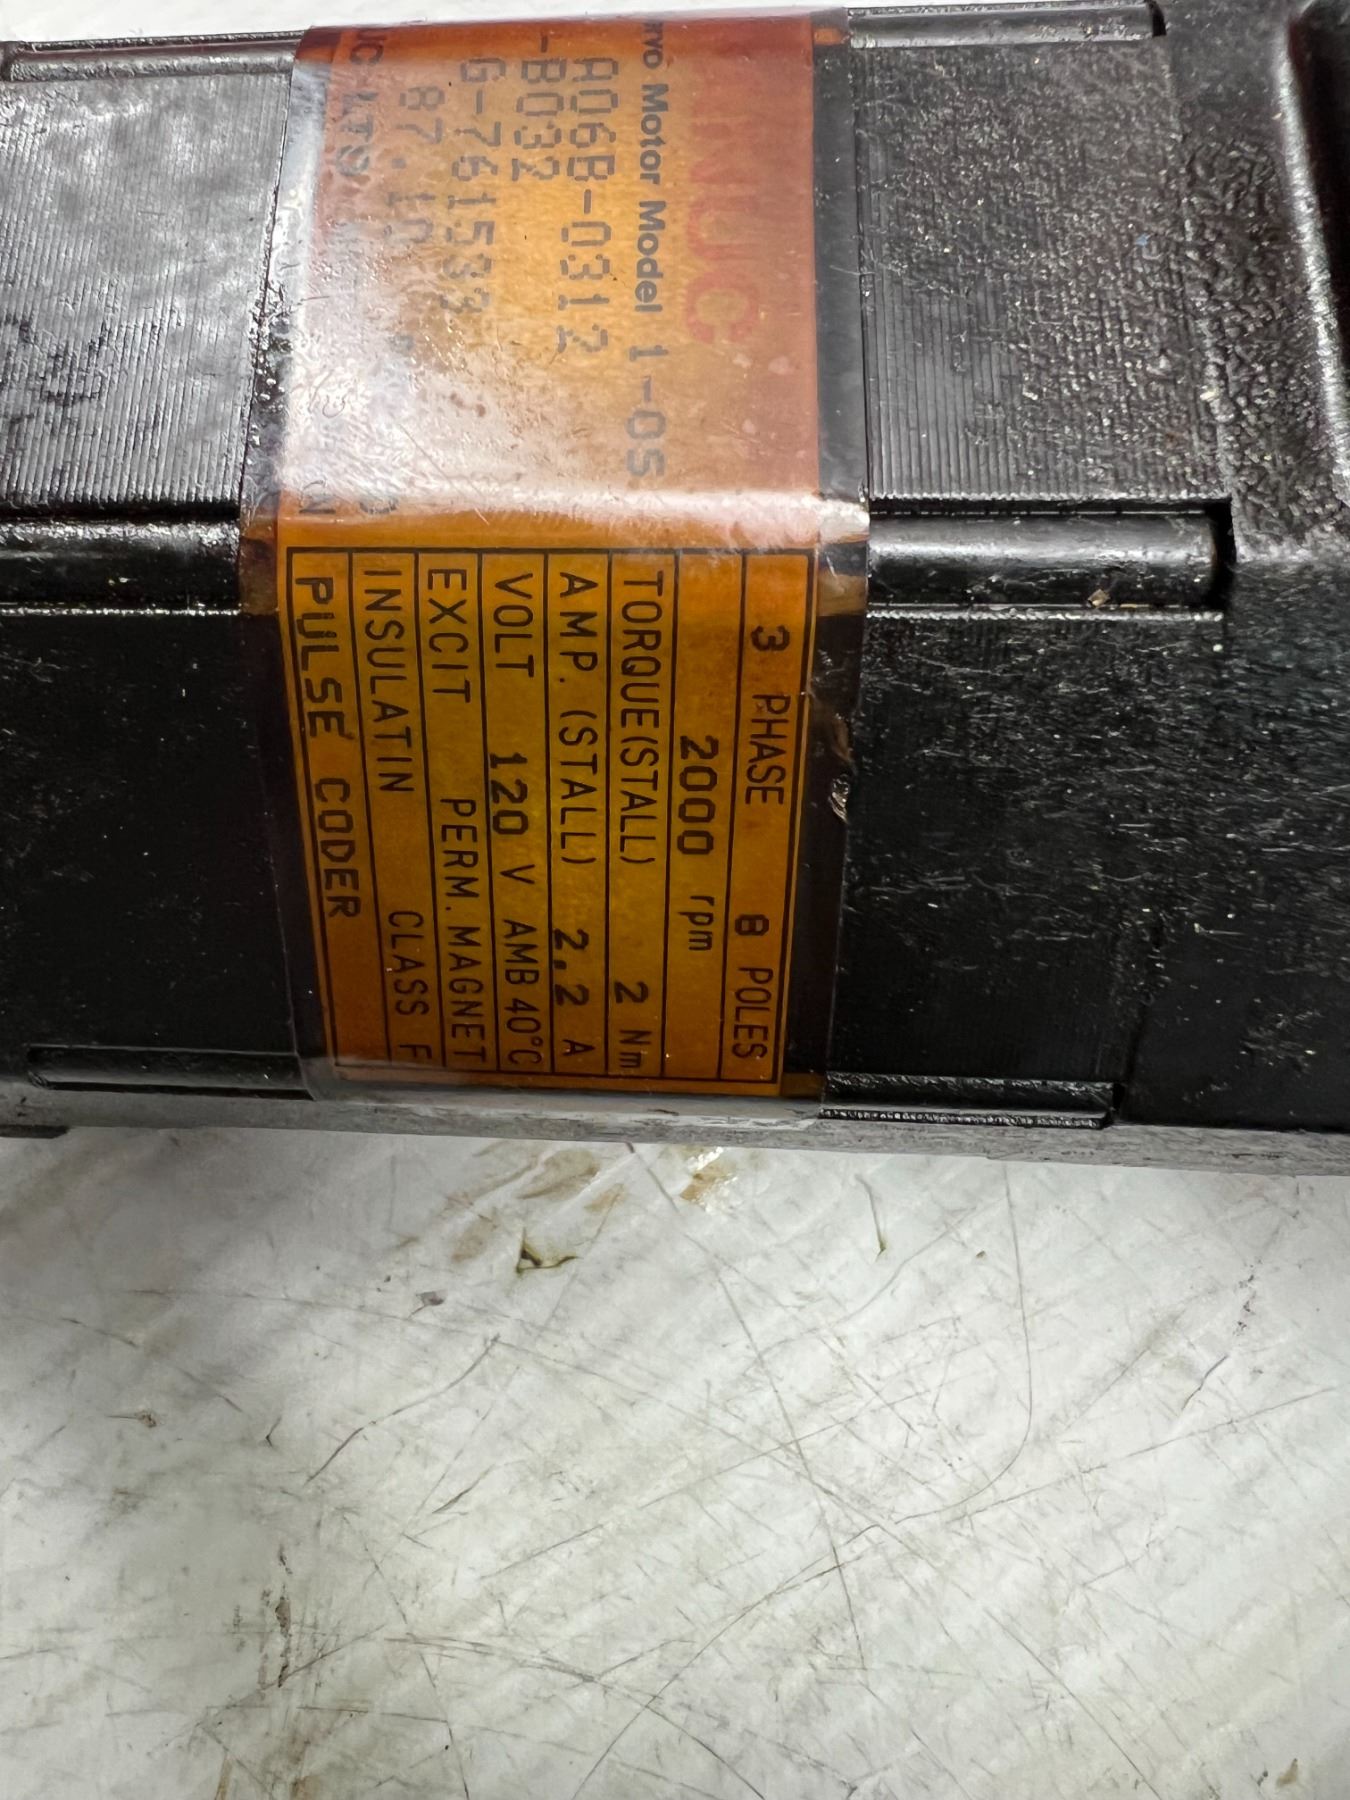 NUC
rvo Motor Model 1-0S
A06B-0312
-B032
G-761533
87.10
3 PHASE 8 POLES
2000 rpm
TORQUE(STALL) 2 Nm
AMP.(STALL) 2.2 A
VOLT 120 V AMB 40°C
EXCIT PERM. MAGNET
INSULATIN CLASS F
PULSE CODER